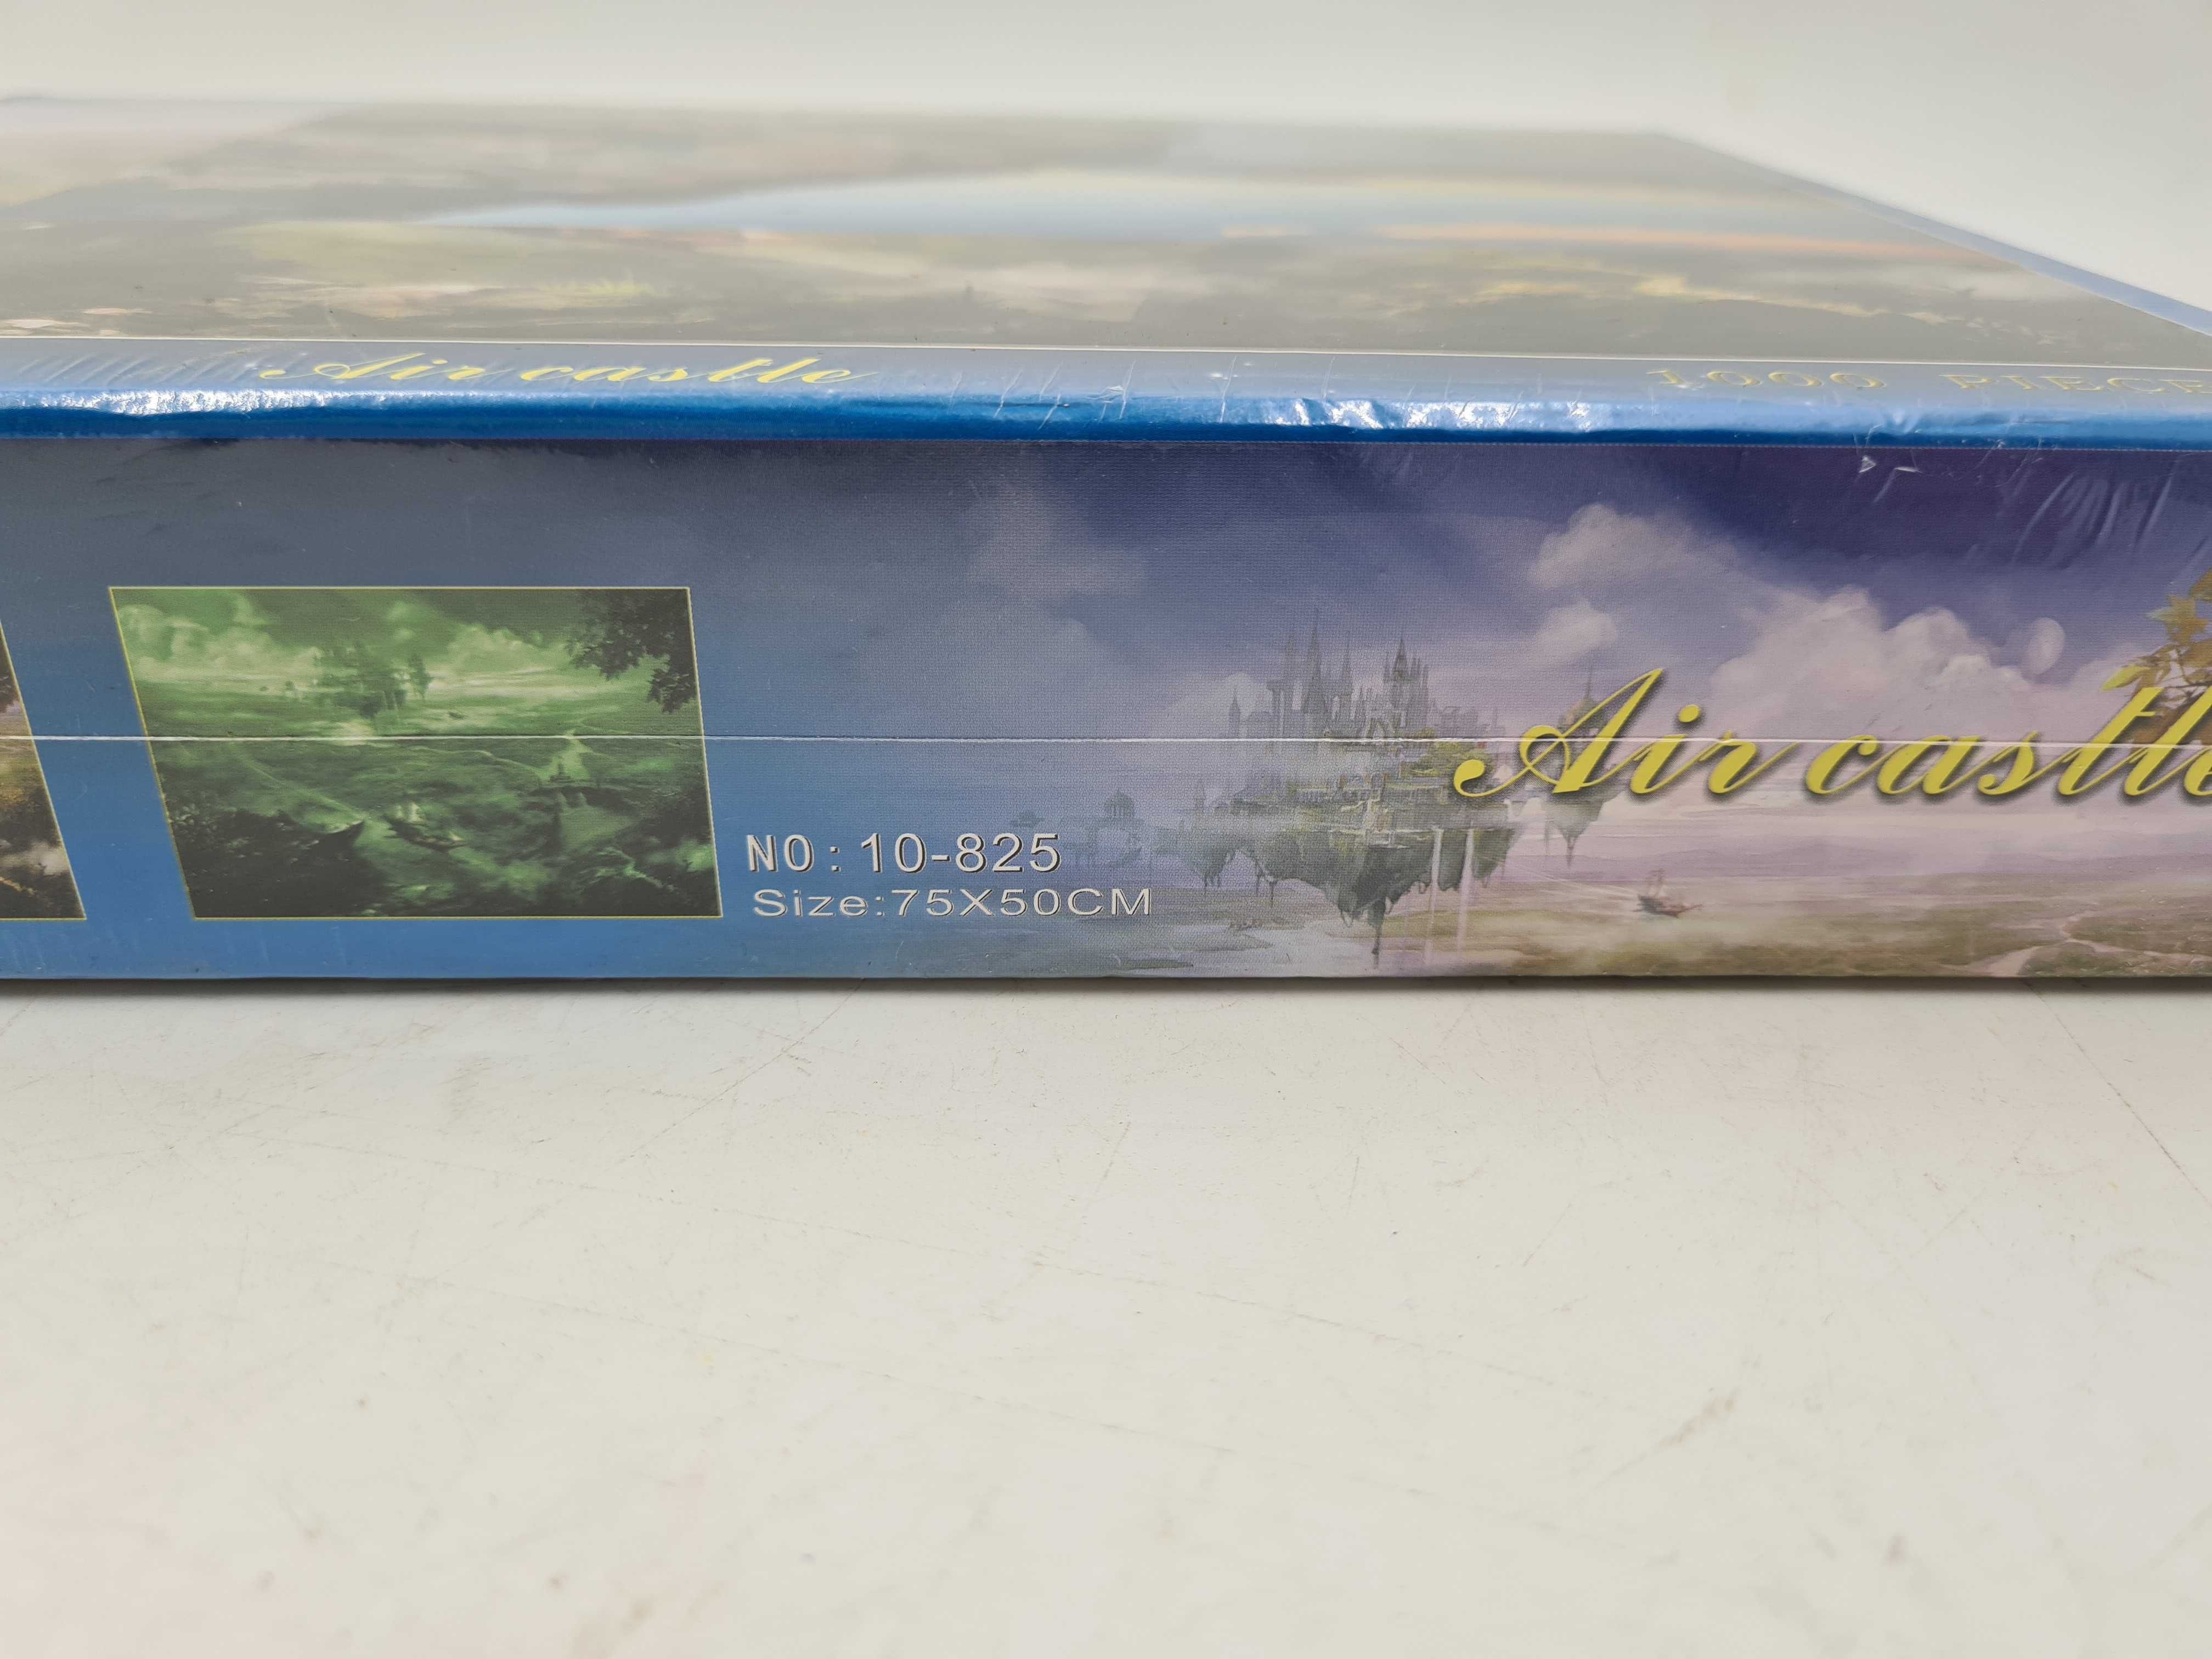 Air castle
1000 PIECE
NO: 10-825
Size:75X50CM
Air castle